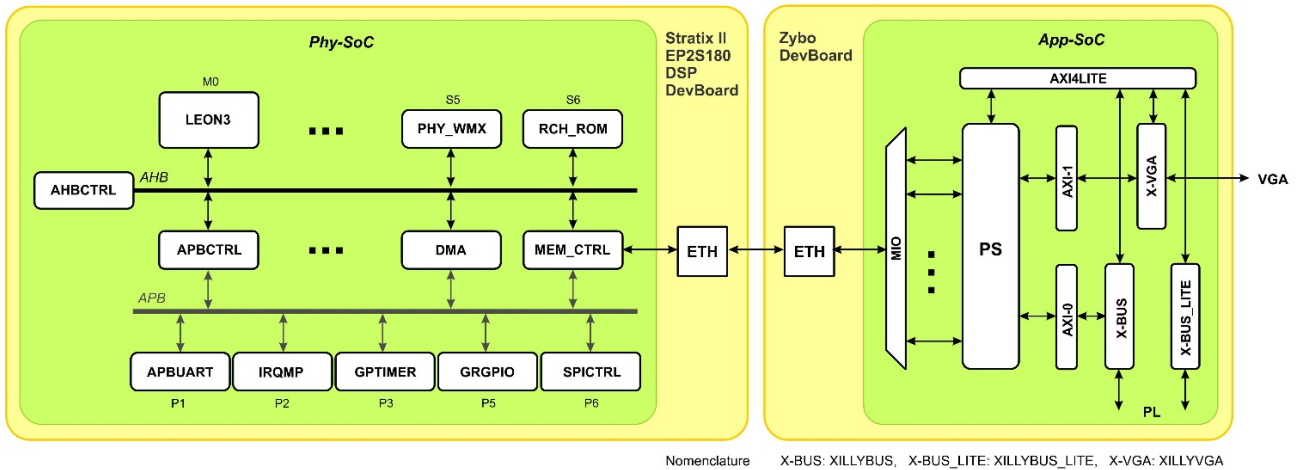 Phy-SoC
Stratix II
EP2S180
DSP
DevBoard
M0
LEON3
S5
PHY_WMX
S6
RCH_ROM
AHBCTRL
AHB
APBCTRL
DMA
MEM_CTRL
ETH
APB
APBUART
IRQMP
GPTIMER
GRGPIO
SPICTRL
P1
P2
P3
P5
P6
Zybo
DevBoard
App-SoC
AXI4LITE
ETH
MIO
PS
AXI-1
X-VGA
VGA
AXI-0
X-BUS
X-BUS_LITE
PL
Nomenclature X-BUS: XILLYBUS, X-BUS_LITE: XILLYBUS_LITE, X-VGA: XILLYVGA